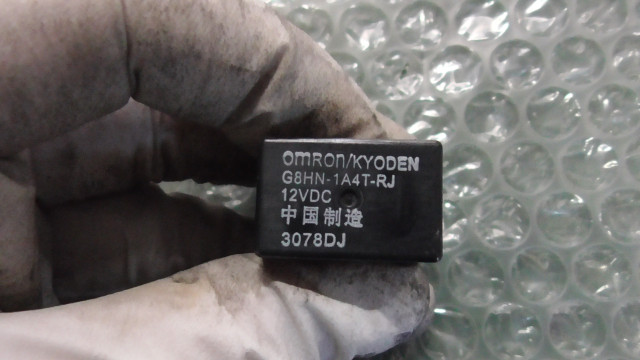 omron/KYODEN
G8HN-1A4T-RJ
12VDC
中国制造
3078DJ